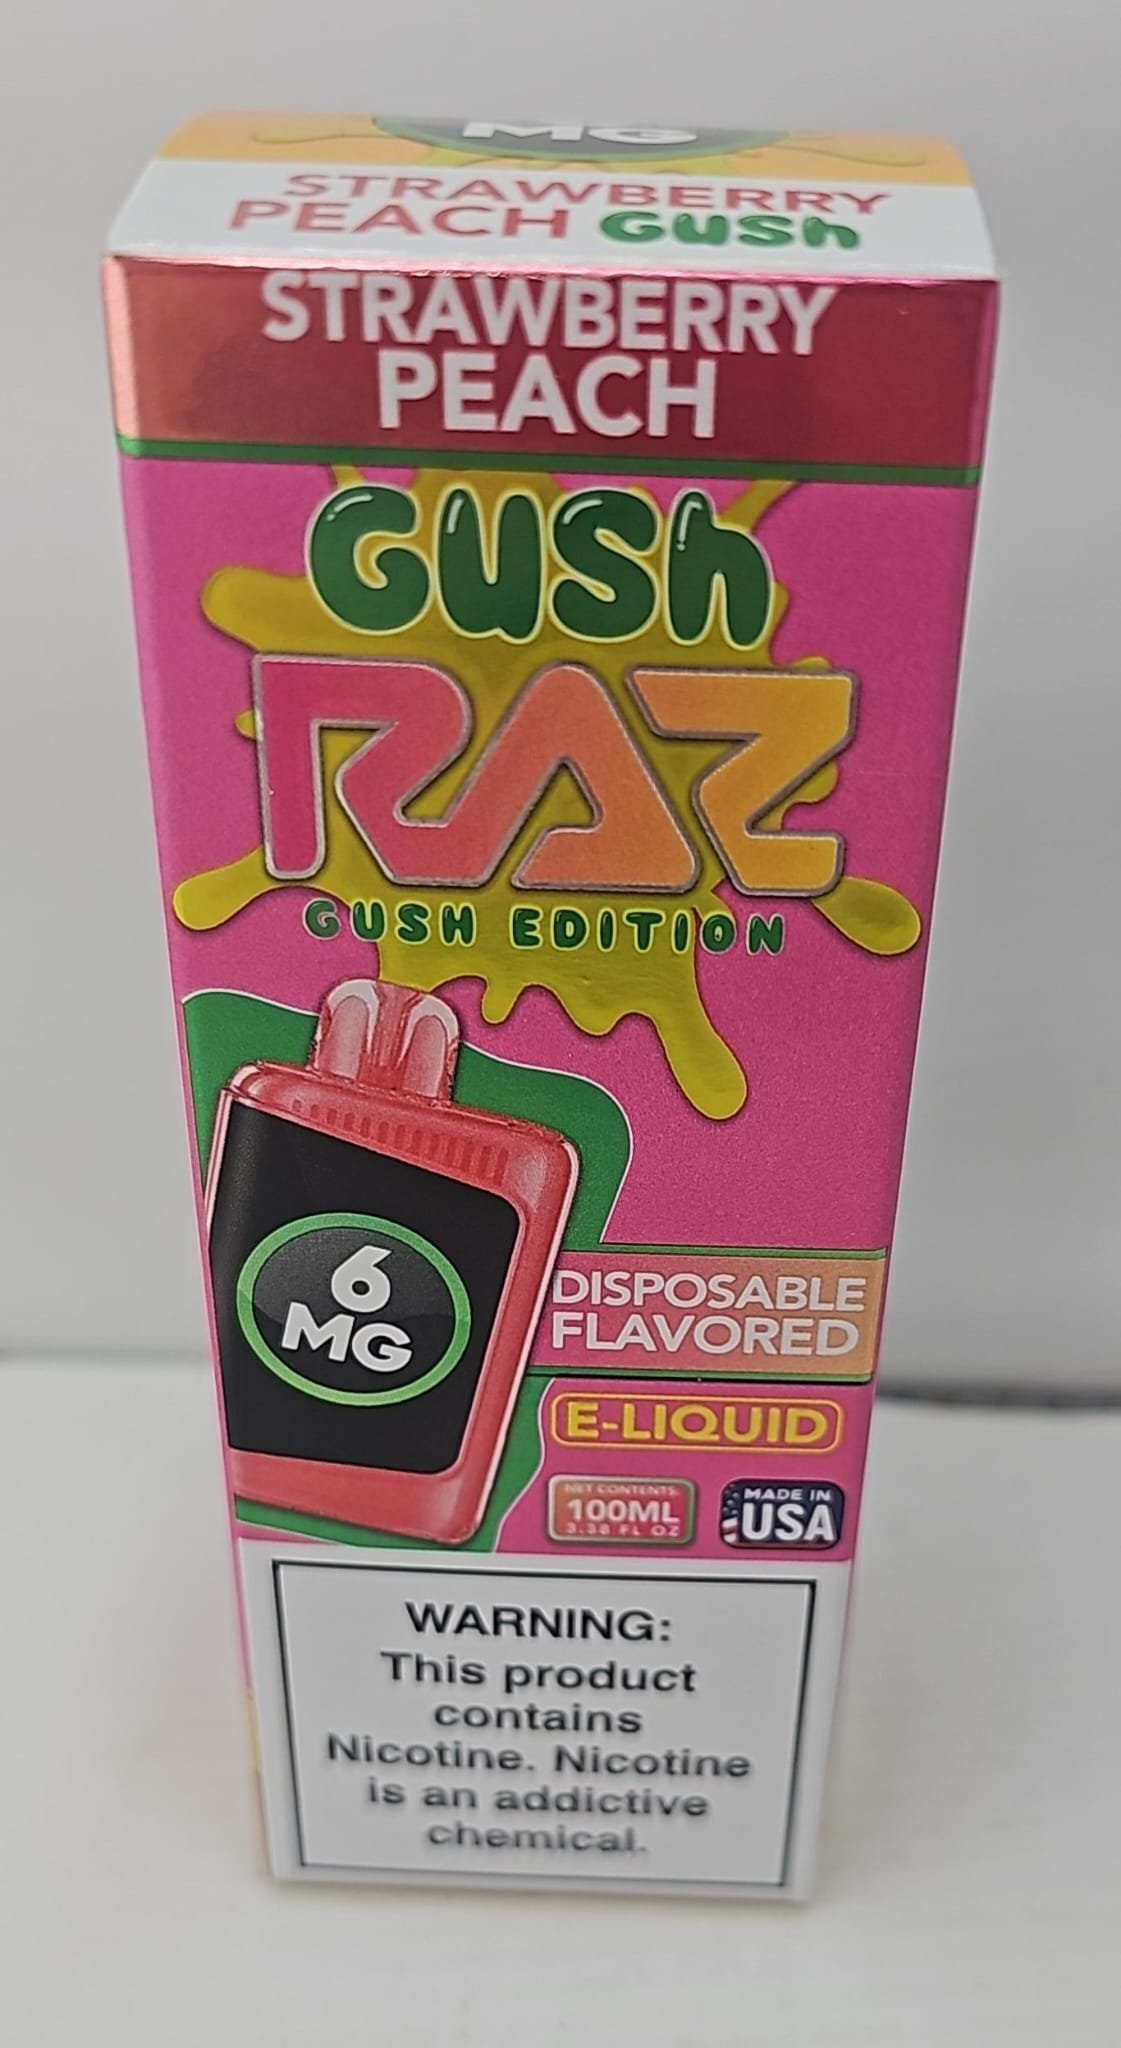 MG
STRAWBERRY
PEACH Gush
STRAWBERRY
PEACH
Gush
RAZ
GUSH EDITION
6
MG
DISPOSABLE
FLAVORED
E-LIQUID
NET CONTENTS:
100ML
3.38 FL OZ
MADE IN
USA
WARNING:
This product
contains
Nicotine. Nicotine
is an addictive
chemical.